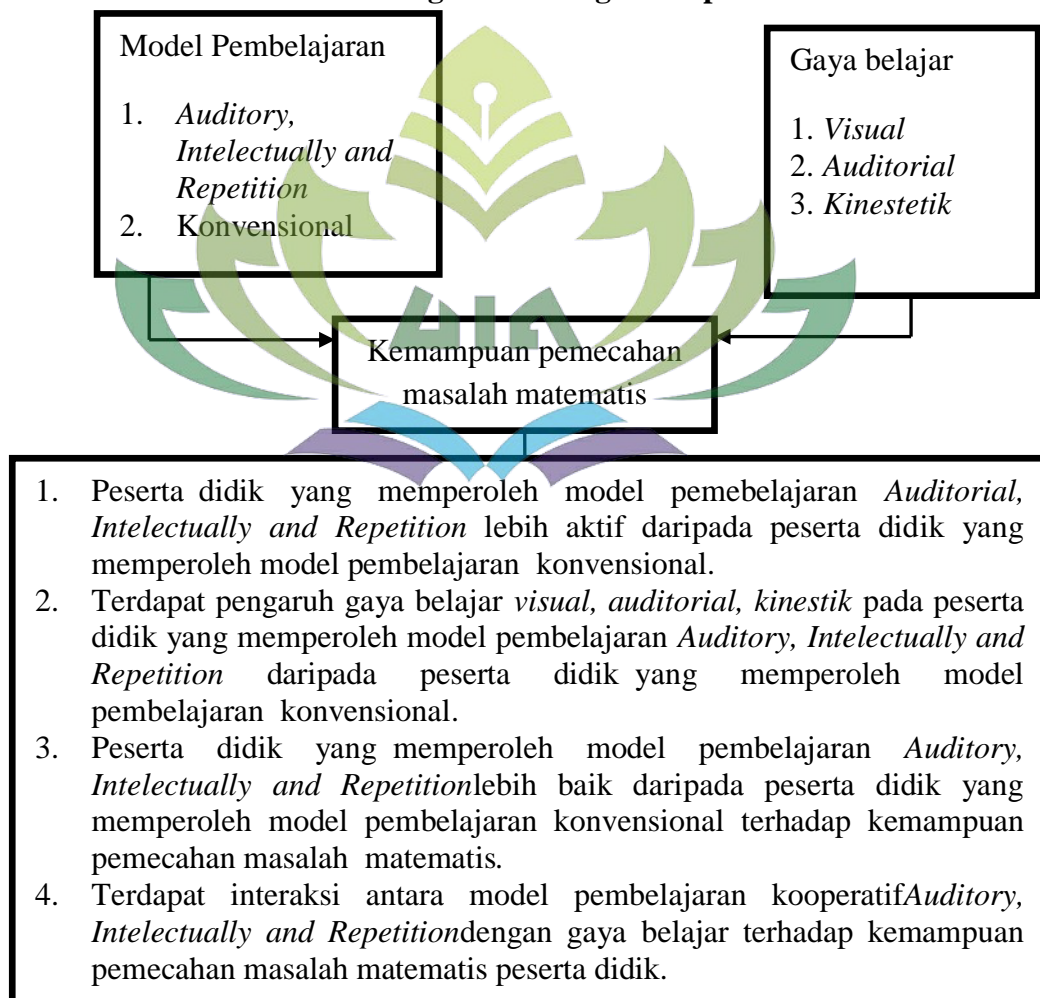 Model Pembelajaran
1. Auditory,
Intelectually and
Repetition
2. Konvensional
Gaya belajar
1. Visual
2. Auditorial
3. Kinestetik
UIN
Kemampuan pemecahan
masalah matematis
1. Peserta didik yang memperoleh model pemebelajaran Auditorial,
Intelectually and Repetition lebih aktif daripada peserta didik yang
memperoleh model pembelajaran konvensional.
2. Terdapat pengaruh gaya belajar visual, auditorial, kinestik pada peserta
didik yang memperoleh model pembelajaran Auditory, Intelectually and
Repetition daripada peserta didik yang memperoleh model
pembelajaran konvensional.
3. Peserta didik yang memperoleh model pembelajaran Auditory,
Intelectually and Repetitionlebih baik daripada peserta didik yang
memperoleh model pembelajaran konvensional terhadap kemampuan
pemecahan masalah matematis.
4. Terdapat interaksi antara model pembelajaran kooperatifAuditory,
Intelectually and Repetitiondengan gaya belajar terhadap kemampuan
pemecahan masalah matematis peserta didik.